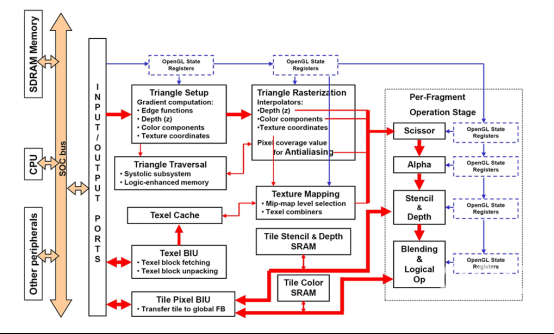 SDRAM Memory
CPU
Other peripherals
SOC bus
INPUT/OUTPUT PORTS
OpenGL State
Registers
OpenGL State
Registers
Triangle Setup
Gradient computation:
• Edge functions
• Depth (z)
• Color components
• Texture coordinates
Triangle Rasterization
Interpolators:
•Depth (z)
•Color components
•Texture coordinates
Pixel coverage value
for Antialiasing
Triangle Traversal
• Systolic subsystem
• Logic-enhanced memory
Texture Mapping
• Mip-map level selection
• Texel combiners
Texel Cache
Texel BIU
• Texel block fetching
• Texel block unpacking
Tile Pixel BIU
• Transfer tile to global FB
Tile Stencil & Depth
SRAM
Tile Color
SRAM
Per-Fragment
Operation Stage
Scissor
OpenGL State
Registers
Alpha
OpenGL State
Registers
Stencil
&
Depth
OpenGL State
Registers
Blending
&
Logical
Op
OpenGL State
Registers